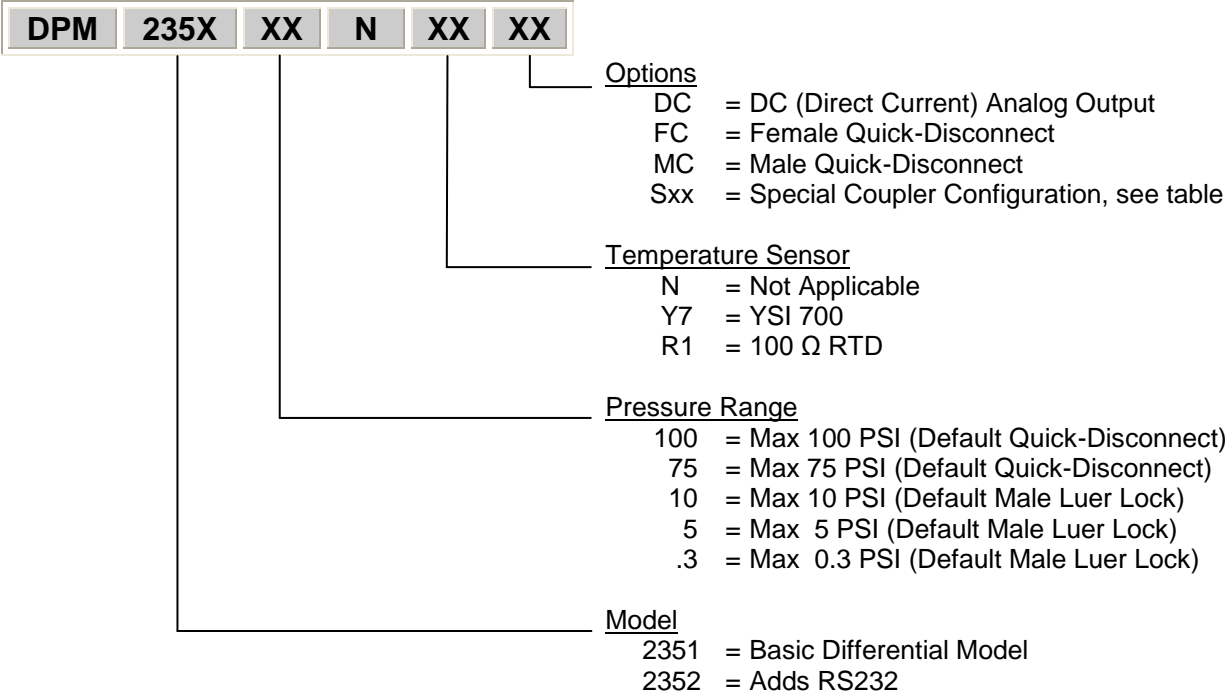 DPM 235X XX N XX XX
Options
DC = DC (Direct Current) Analog Output
FC = Female Quick-Disconnect
MC = Male Quick-Disconnect
Sxx = Special Coupler Configuration, see table
Temperature Sensor
N = Not Applicable
Y7 = YSI 700
R1 = 100 Ω RTD
Pressure Range
100 = Max 100 PSI (Default Quick-Disconnect)
75 = Max 75 PSI (Default Quick-Disconnect)
10 = Max 10 PSI (Default Male Luer Lock)
5 = Max 5 PSI (Default Male Luer Lock)
.3 = Max 0.3 PSI (Default Male Luer Lock)
Model
2351 = Basic Differential Model
2352 = Adds RS232